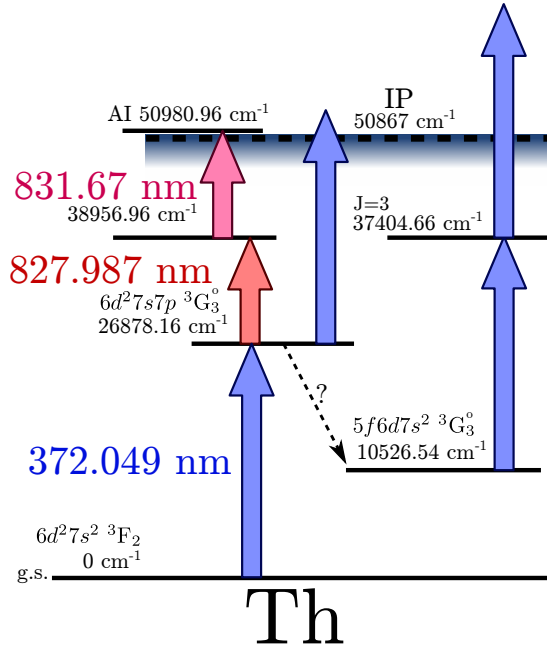 AI 50980.96 cm⁻¹
IP
50867 cm⁻¹
831.67 nm
38956.96 cm⁻¹
J=3
37404.66 cm⁻¹
827.987 nm
6d²7s7p ³G₃°
26878.16 cm⁻¹
?
5f6d7s² ³G₃°
10526.54 cm⁻¹
372.049 nm
6d²7s² ³F₂
0 cm⁻¹
g.s.
Th